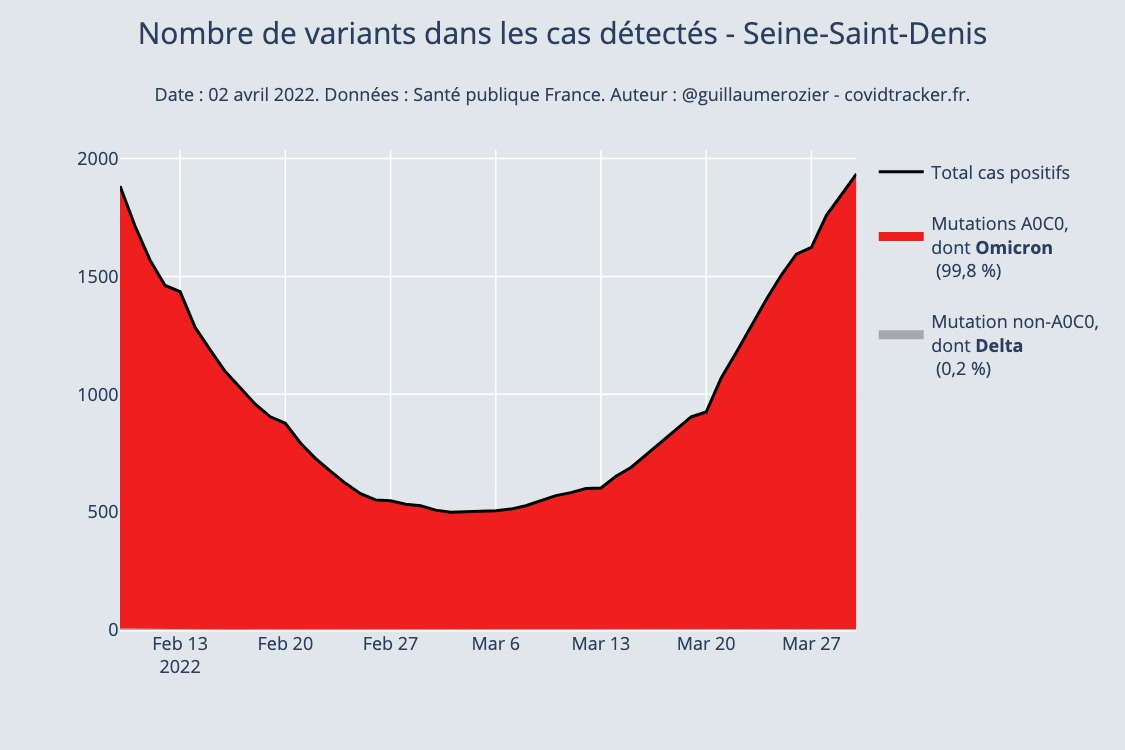 Nombre de variants dans les cas détectés - Seine-Saint-Denis
Date : 02 avril 2022. Données : Santé publique France. Auteur : @guillaumerozier - covidtracker.fr.
2000
1500
1000
500
0
Feb 13
2022
Feb 20
Feb 27
Mar 6
Mar 13
Mar 20
Mar 27
Total cas positifs
Mutations A0C0,
dont Omicron
(99,8 %)
Mutation non-A0C0,
dont Delta
(0,2 %)